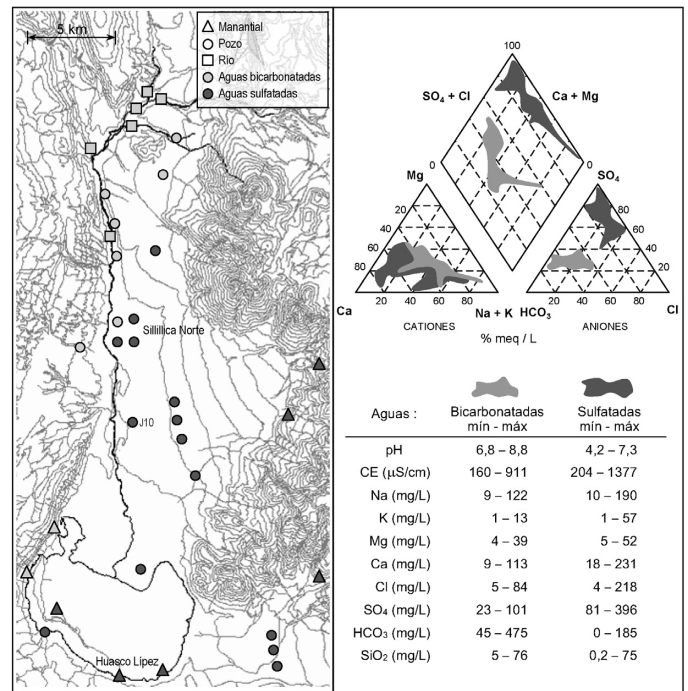 5 km
Manantial
Pozo
Río
Aguas bicarbonatadas
Aguas sulfatadas
Sillillica Norte
J10
Huasco Lípez
100
SO₄ + Cl
Ca + Mg
0
0
Mg
SO₄
20
40
60
80
80
60
40
20
20
40
60
80
20
40
60
80
Ca
Na + K
HCO₃
Cl
CATIONES
ANIONES
% meq / L
Aguas :
Bicarbonatadas
mín - máx
Sulfatadas
mín - máx
pH 6,8 – 8,8 4,2 – 7,3
CE (µS/cm) 160 – 911 204 – 1377
Na (mg/L) 9 – 122 10 – 190
K (mg/L) 1 – 13 1 – 57
Mg (mg/L) 4 – 39 5 – 52
Ca (mg/L) 9 – 113 18 – 231
Cl (mg/L) 5 – 84 4 – 218
SO₄ (mg/L) 23 – 101 81 – 396
HCO₃ (mg/L) 45 – 475 0 – 185
SiO₂ (mg/L) 5 – 76 0,2 – 75